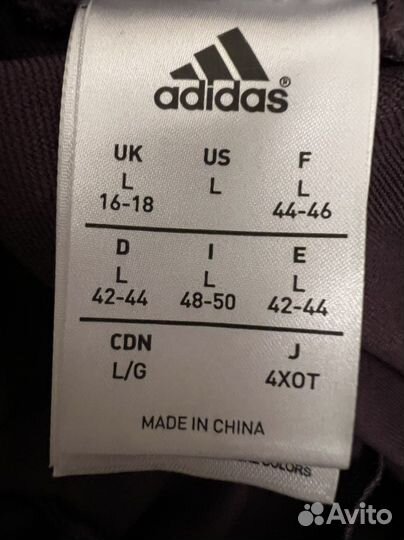 adidas®
UK US F
L L L
16-18 44-46
D I E
L L L
42-44 48-50 42-44
CDN J
L/G 4XOT
MADE IN CHINA
COLORS
Avito